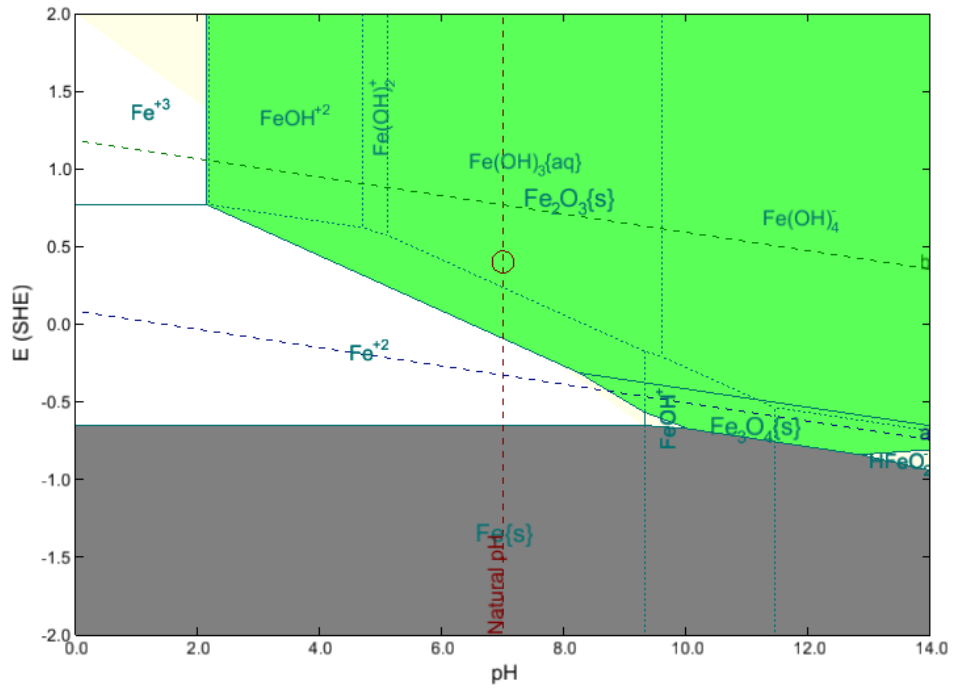 2.0
1.5
1.0
0.5
0.0
-0.5
-1.0
-1.5
-2.0
E (SHE)
Fe+3
FeOH+2
Fe(OH)2+
Fe(OH)3{aq}
Fe2O3{s}
Fe(OH)4-
b
Fe+2
FeOH+
Fe3O4{s}
a
HFeO2-
Fe{s}
Natural pH
0.0 2.0 4.0 6.0 8.0 10.0 12.0 14.0
pH